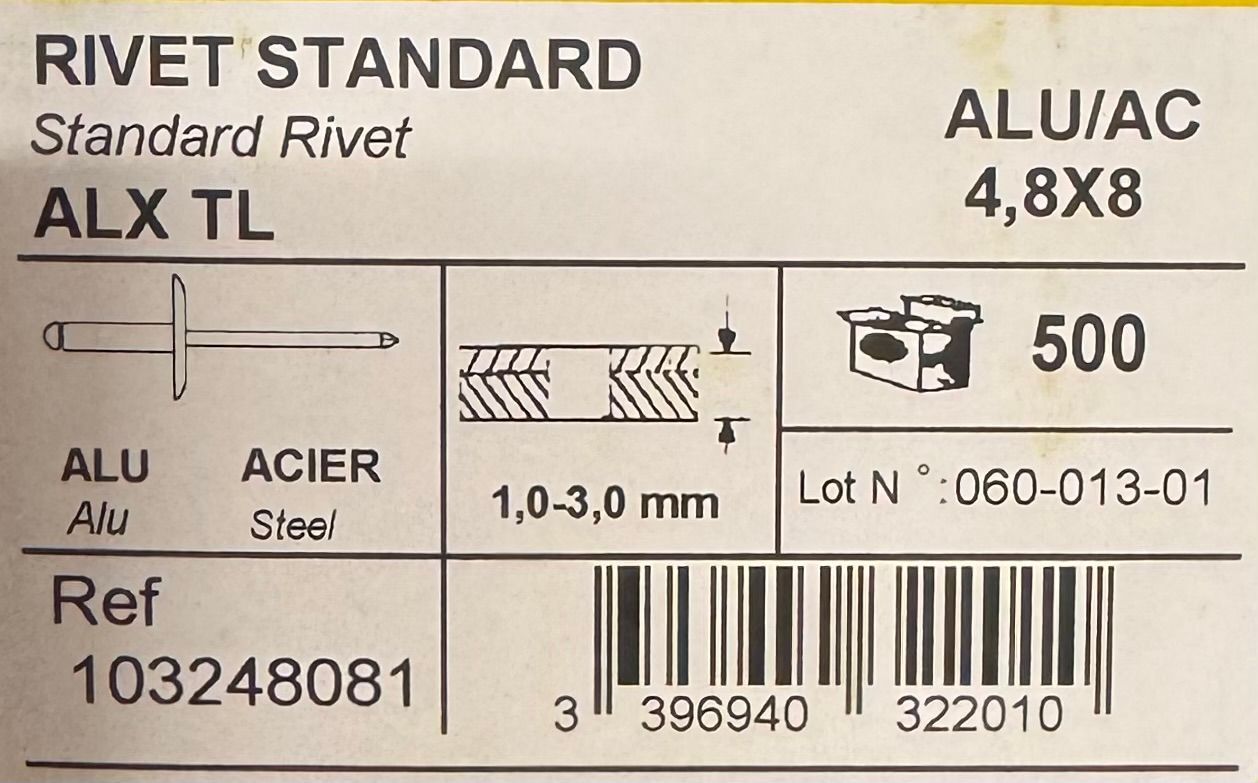 RIVET STANDARD
Standard Rivet
ALX TL
ALU/AC
4,8X8
ALU ACIER
Alu Steel
1,0-3,0 mm
500
Lot N °:060-013-01
Ref
103248081
3 396940 322010